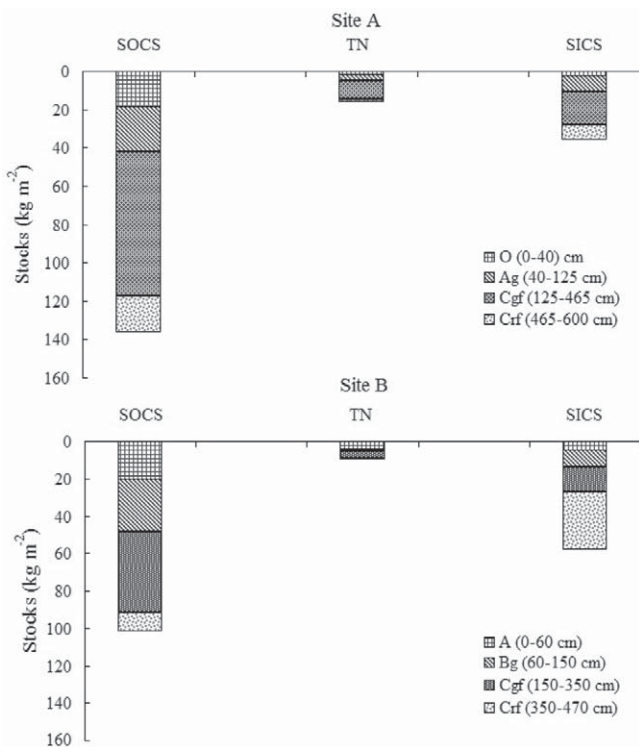 Site A
SOCS TN SICS
Stocks (kg m-2)
0
20
40
60
80
100
120
140
160
O (0-40) cm
Ag (40-125 cm)
Cgf (125-465 cm)
Crf (465-600 cm)
Site B
SOCS TN SICS
Stocks (kg m-2)
0
20
40
60
80
100
120
140
160
A (0-60 cm)
Bg (60-150 cm)
Cgf (150-350 cm)
Crf (350-470 cm)